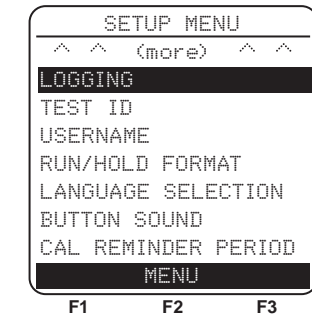 SETUP MENU
^ ^ (more) ^ ^
LOGGING
TEST ID
USERNAME
RUN/HOLD FORMAT
LANGUAGE SELECTION
BUTTON SOUND
CAL REMINDER PERIOD
MENU
F1 F2 F3